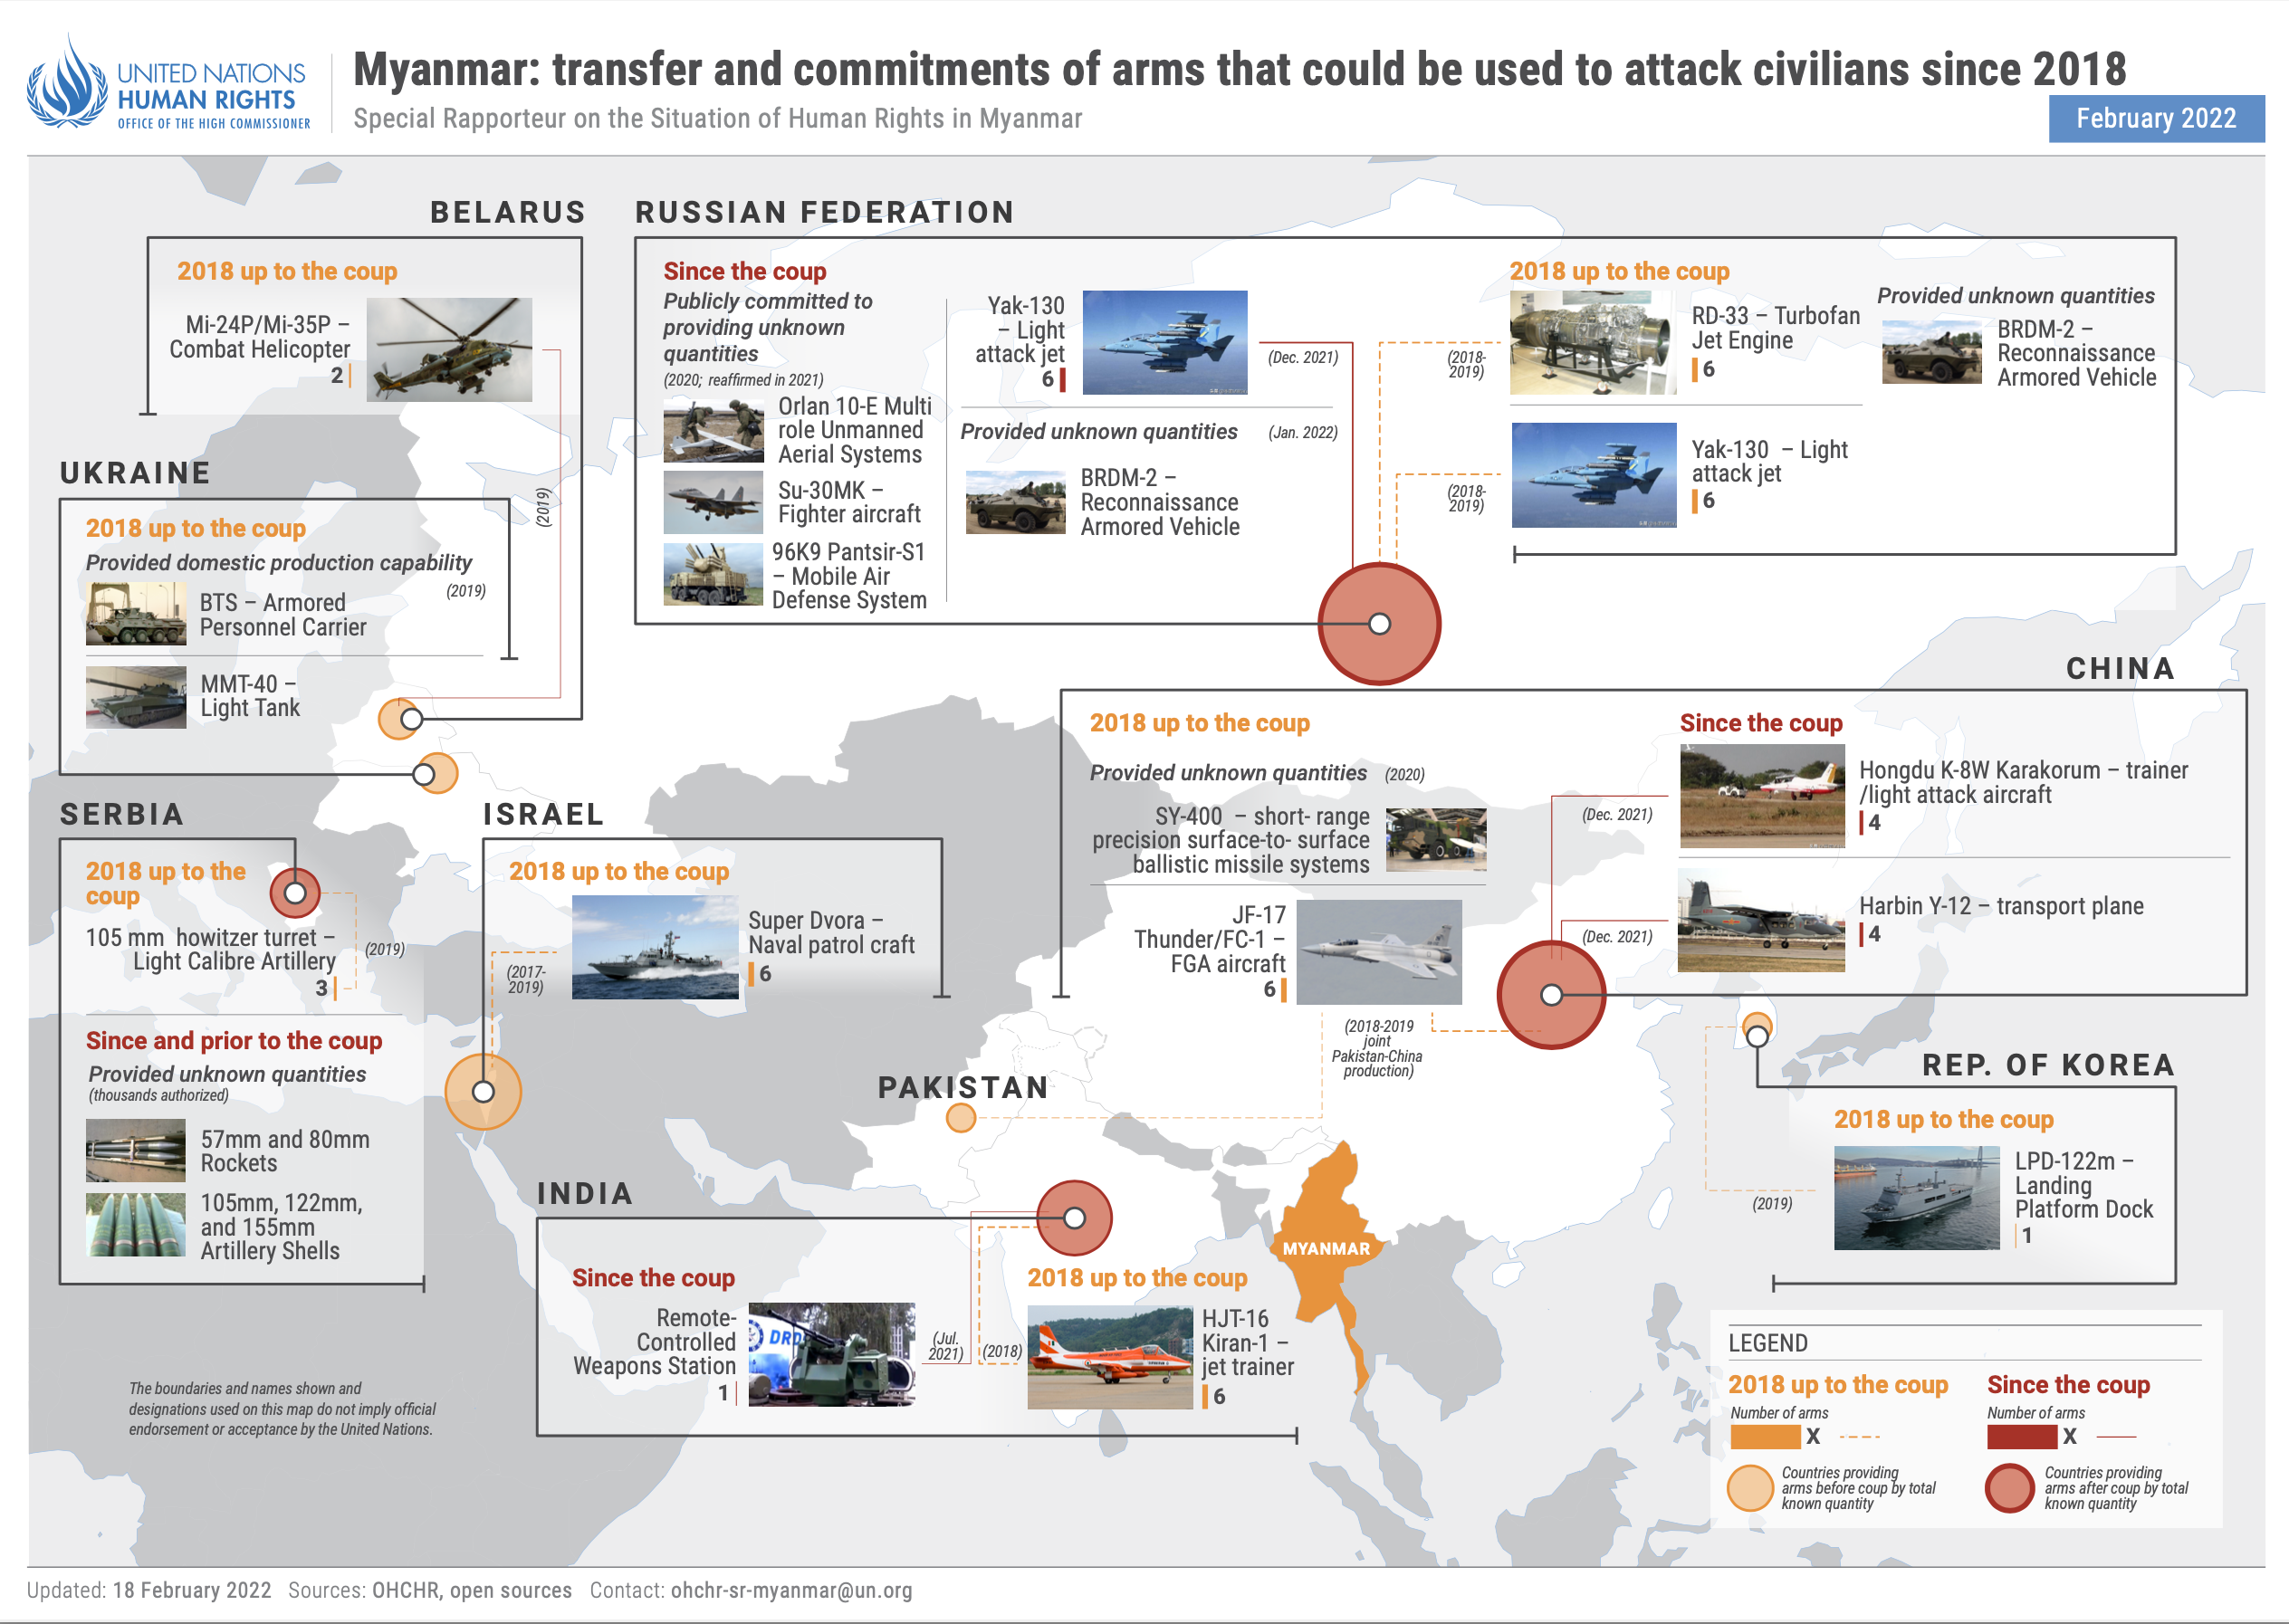 UNITED NATIONS
HUMAN RIGHTS
OFFICE OF THE HIGH COMMISSIONER
Myanmar: transfer and commitments of arms that could be used to attack civilians since 2018
Special Rapporteur on the Situation of Human Rights in Myanmar
February 2022
BELARUS
2018 up to the coup
Mi-24P/Mi-35P –
Combat Helicopter
2
(2019)
RUSSIAN FEDERATION
Since the coup
Publicly committed to
providing unknown
quantities
(2020; reaffirmed in 2021)
Orlan 10-E Multi
role Unmanned
Aerial Systems
Su-30MK –
Fighter aircraft
96K9 Pantsir-S1
– Mobile Air
Defense System
Yak-130
– Light
attack jet
6
(Dec. 2021)
Provided unknown quantities
(Jan. 2022)
BRDM-2 –
Reconnaissance
Armored Vehicle
2018 up to the coup
(2018-
2019)
RD-33 – Turbofan
Jet Engine
6
(2018-
2019)
Yak-130 – Light
attack jet
6
Provided unknown quantities
BRDM-2 –
Reconnaissance
Armored Vehicle
UKRAINE
2018 up to the coup
Provided domestic production capability
(2019)
BTS – Armored
Personnel Carrier
MMT-40 –
Light Tank
CHINA
2018 up to the coup
Provided unknown quantities
(2020)
SY-400 – short- range
precision surface-to- surface
ballistic missile systems
JF-17
Thunder/FC-1 –
FGA aircraft
6
(2018-2019
joint
Pakistan-China
production)
Since the coup
(Dec. 2021)
Hongdu K-8W Karakorum – trainer
/light attack aircraft
4
(Dec. 2021)
Harbin Y-12 – transport plane
4
SERBIA
2018 up to the
coup
105 mm howitzer turret –
Light Calibre Artillery
3
(2019)
Since and prior to the coup
Provided unknown quantities
(thousands authorized)
57mm and 80mm
Rockets
105mm, 122mm,
and 155mm
Artillery Shells
ISRAEL
2018 up to the coup
(2017-
2019)
Super Dvora –
Naval patrol craft
6
PAKISTAN
REP. OF KOREA
2018 up to the coup
(2019)
LPD-122m –
Landing
Platform Dock
1
INDIA
Since the coup
Remote-
Controlled
Weapons Station
1
DRD
(Jul.
2021)
(2018)
2018 up to the coup
HJT-16
Kiran-1 –
jet trainer
6
MYANMAR
LEGEND
2018 up to the coup
Number of arms
X
Countries providing
arms before coup by total
known quantity
Since the coup
Number of arms
X
Countries providing
arms after coup by total
known quantity
The boundaries and names shown and
designations used on this map do not imply official
endorsement or acceptance by the United Nations.
Updated: 18 February 2022 Sources: OHCHR, open sources Contact: ohchr-sr-myanmar@un.org